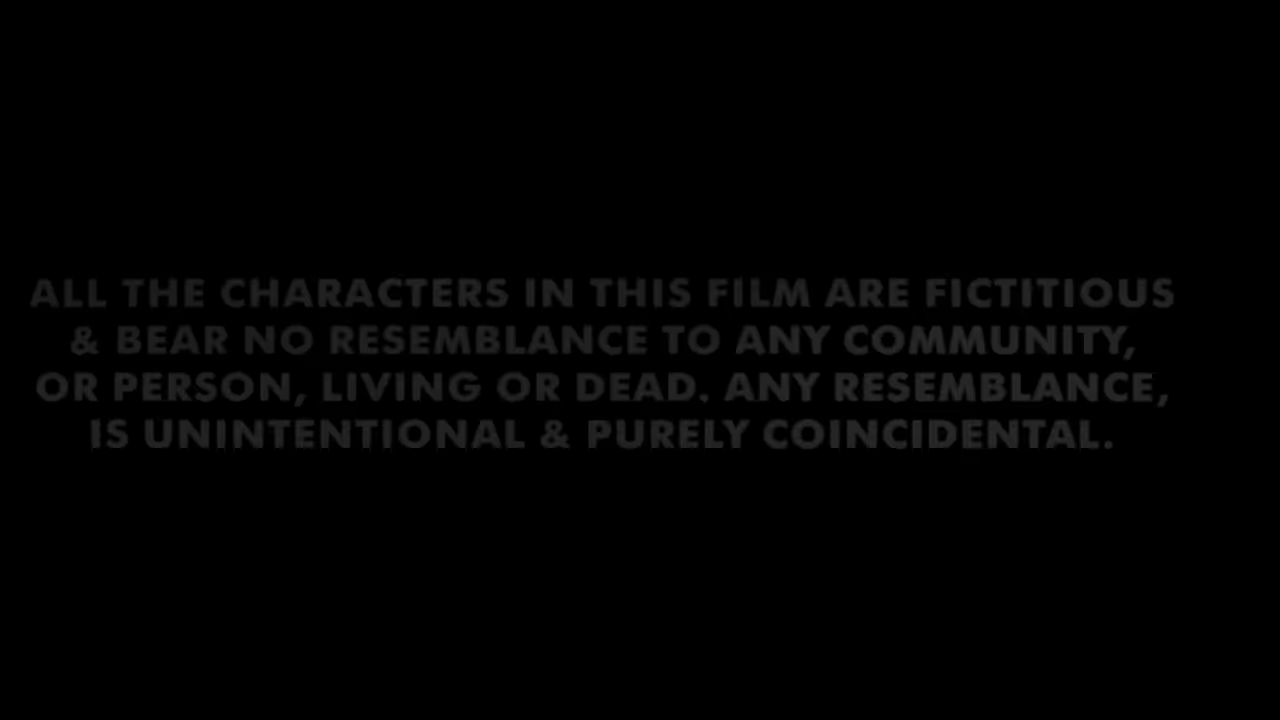 ALL THE CHARACTERS IN THIS FILM ARE FICTITIOUS
& BEAR NO RESEMBLANCE TO ANY COMMUNITY,
OR PERSON, LIVING OR DEAD. ANY RESEMBLANCE,
IS UNINTENTIONAL & PURELY COINCIDENTAL.